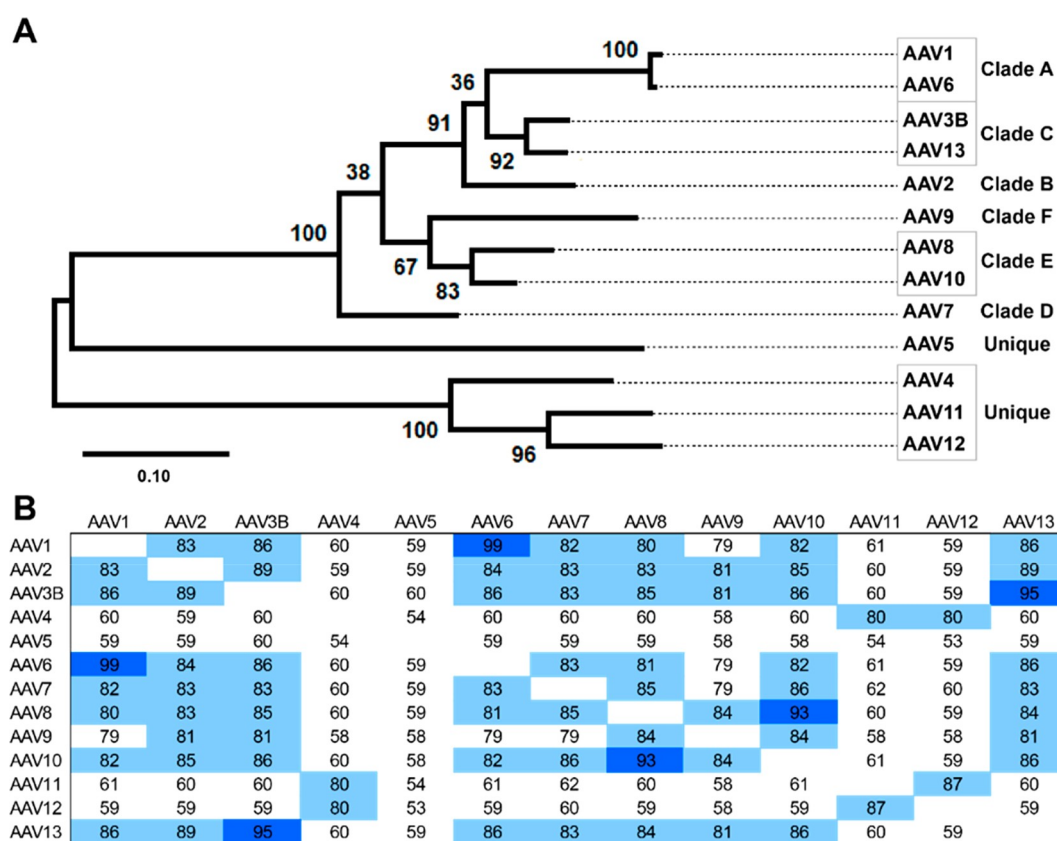 A
100 AAV1 Clade A
36 AAV6
91 AAV3B Clade C
92 AAV13
38 AAV2 Clade B
100 AAV9 Clade F
67 AAV8 Clade E
83 AAV10
AAV7 Clade D
AAV5 Unique
AAV4 Unique
100 AAV11
96 AAV12
0.10
B
AAV1 AAV2 AAV3B AAV4 AAV5 AAV6 AAV7 AAV8 AAV9 AAV10 AAV11 AAV12 AAV13
AAV1 83 86 60 59 99 82 80 79 82 61 59 86
AAV2 83 89 59 59 84 83 83 81 85 60 59 89
AAV3B 86 89 60 60 86 83 85 81 86 60 59 95
AAV4 60 59 60 54 60 60 60 58 60 80 80 60
AAV5 59 59 60 54 59 59 59 58 58 54 53 59
AAV6 99 84 86 60 59 83 81 79 82 61 59 86
AAV7 82 83 83 60 59 83 85 79 86 62 60 83
AAV8 80 83 85 60 59 81 85 84 93 60 59 84
AAV9 79 81 81 58 58 79 79 84 84 58 58 81
AAV10 82 85 86 60 58 82 86 93 84 61 59 86
AAV11 61 60 60 80 54 61 62 60 58 61 87 60
AAV12 59 59 59 80 53 59 60 59 58 59 87 59
AAV13 86 89 95 60 59 86 83 84 81 86 60 59